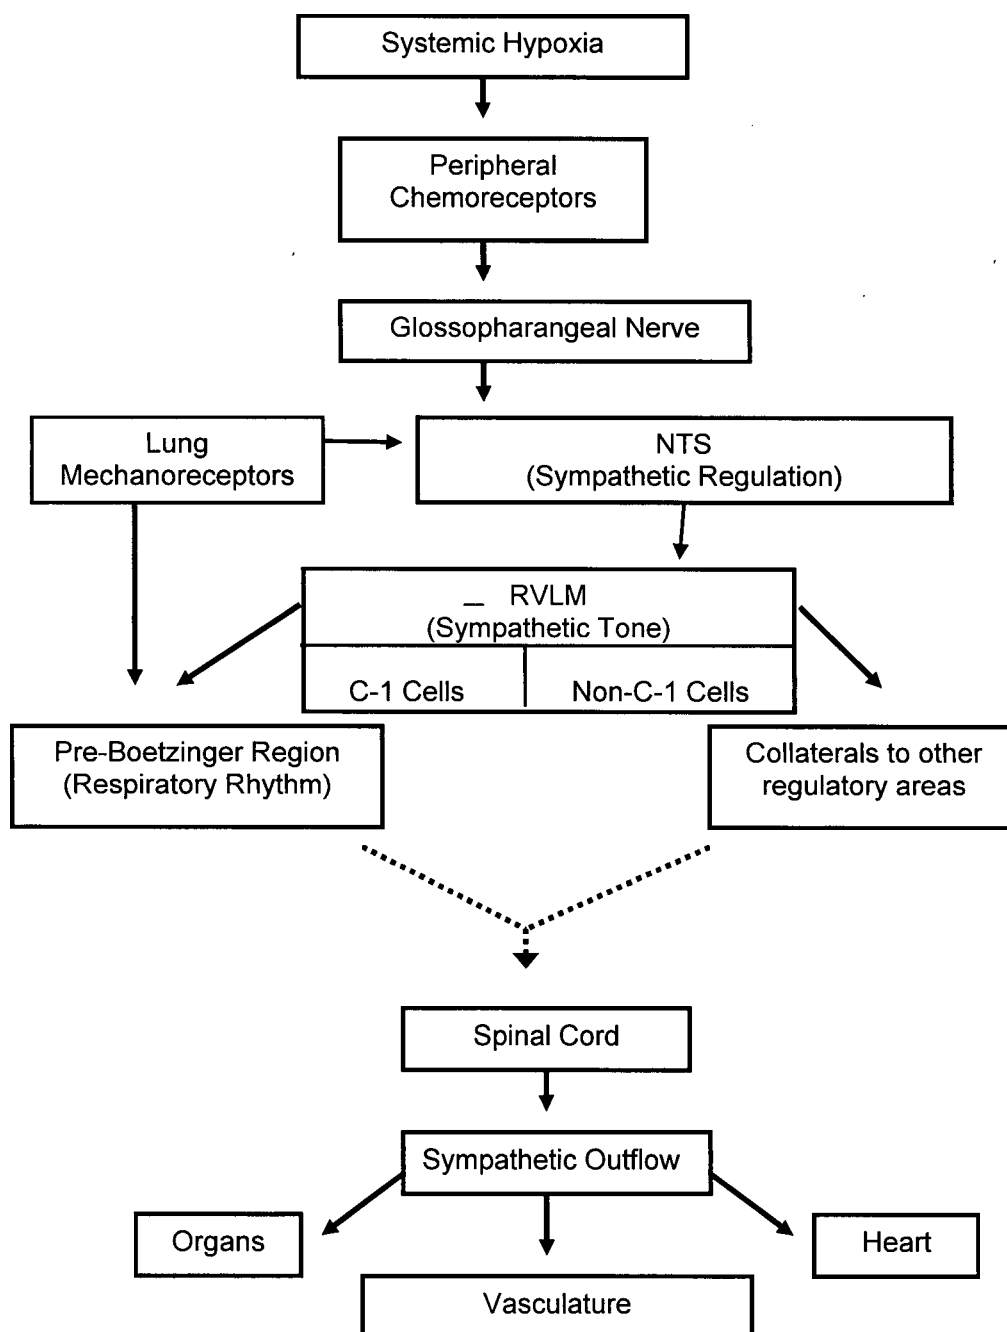 Systemic Hypoxia
Peripheral
Chemoreceptors
Glossopharangeal Nerve
Lung
Mechanoreceptors
NTS
(Sympathetic Regulation)
_ RVLM
(Sympathetic Tone)
C-1 Cells
Non-C-1 Cells
Pre-Boetzinger Region
(Respiratory Rhythm)
Collaterals to other
regulatory areas
Spinal Cord
Sympathetic Outflow
Organs
Heart
Vasculature